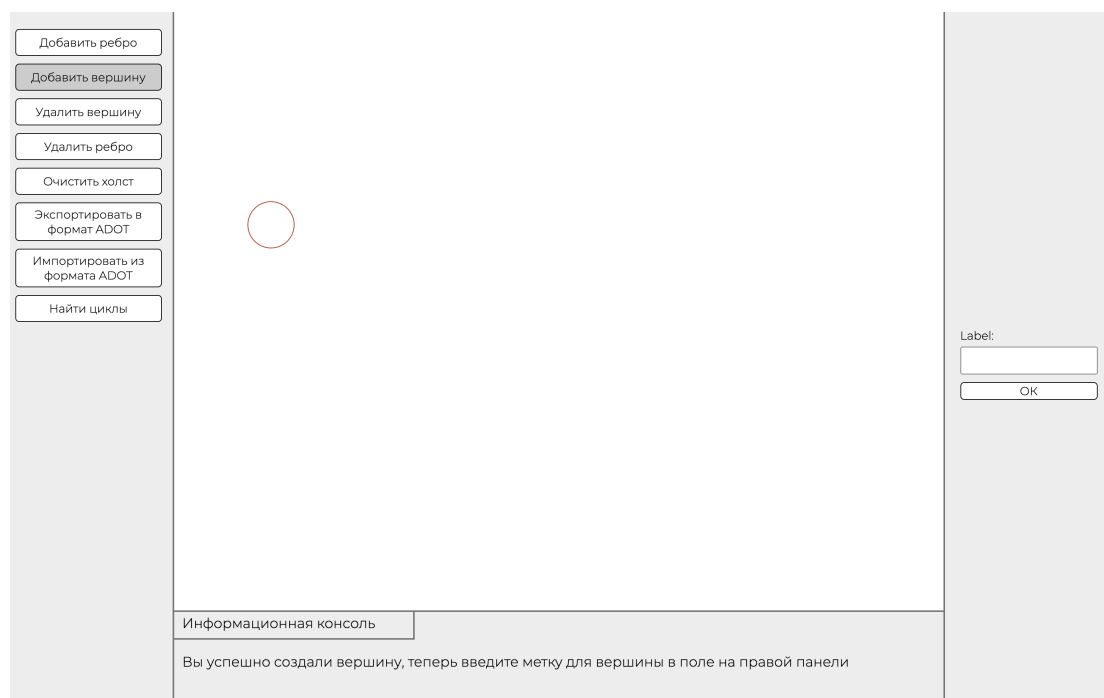 Добавить ребро
Добавить вершину
Удалить вершину
Удалить ребро
Очистить холст
Экспортировать в
формат ADOT
Импортировать из
формата ADOT
Найти циклы
Label:
ОК
Информационная консоль
Вы успешно создали вершину, теперь введите метку для вершины в поле на правой панели